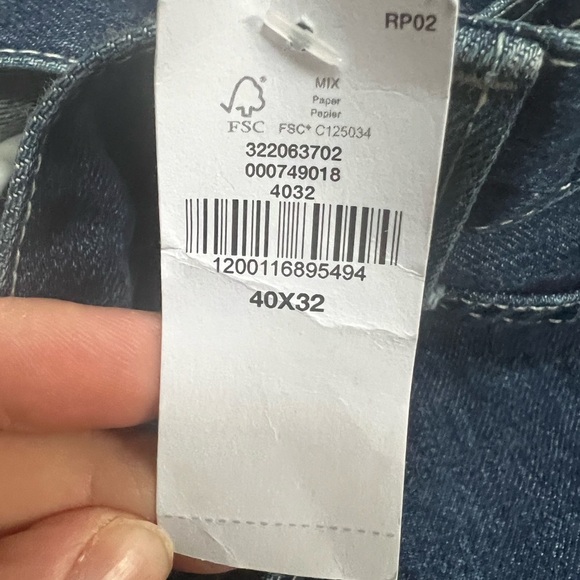 RP02
MIX
Paper
Papier
FSC FSC* C125034
322063702
000749018
4032
1200116895494
40X32